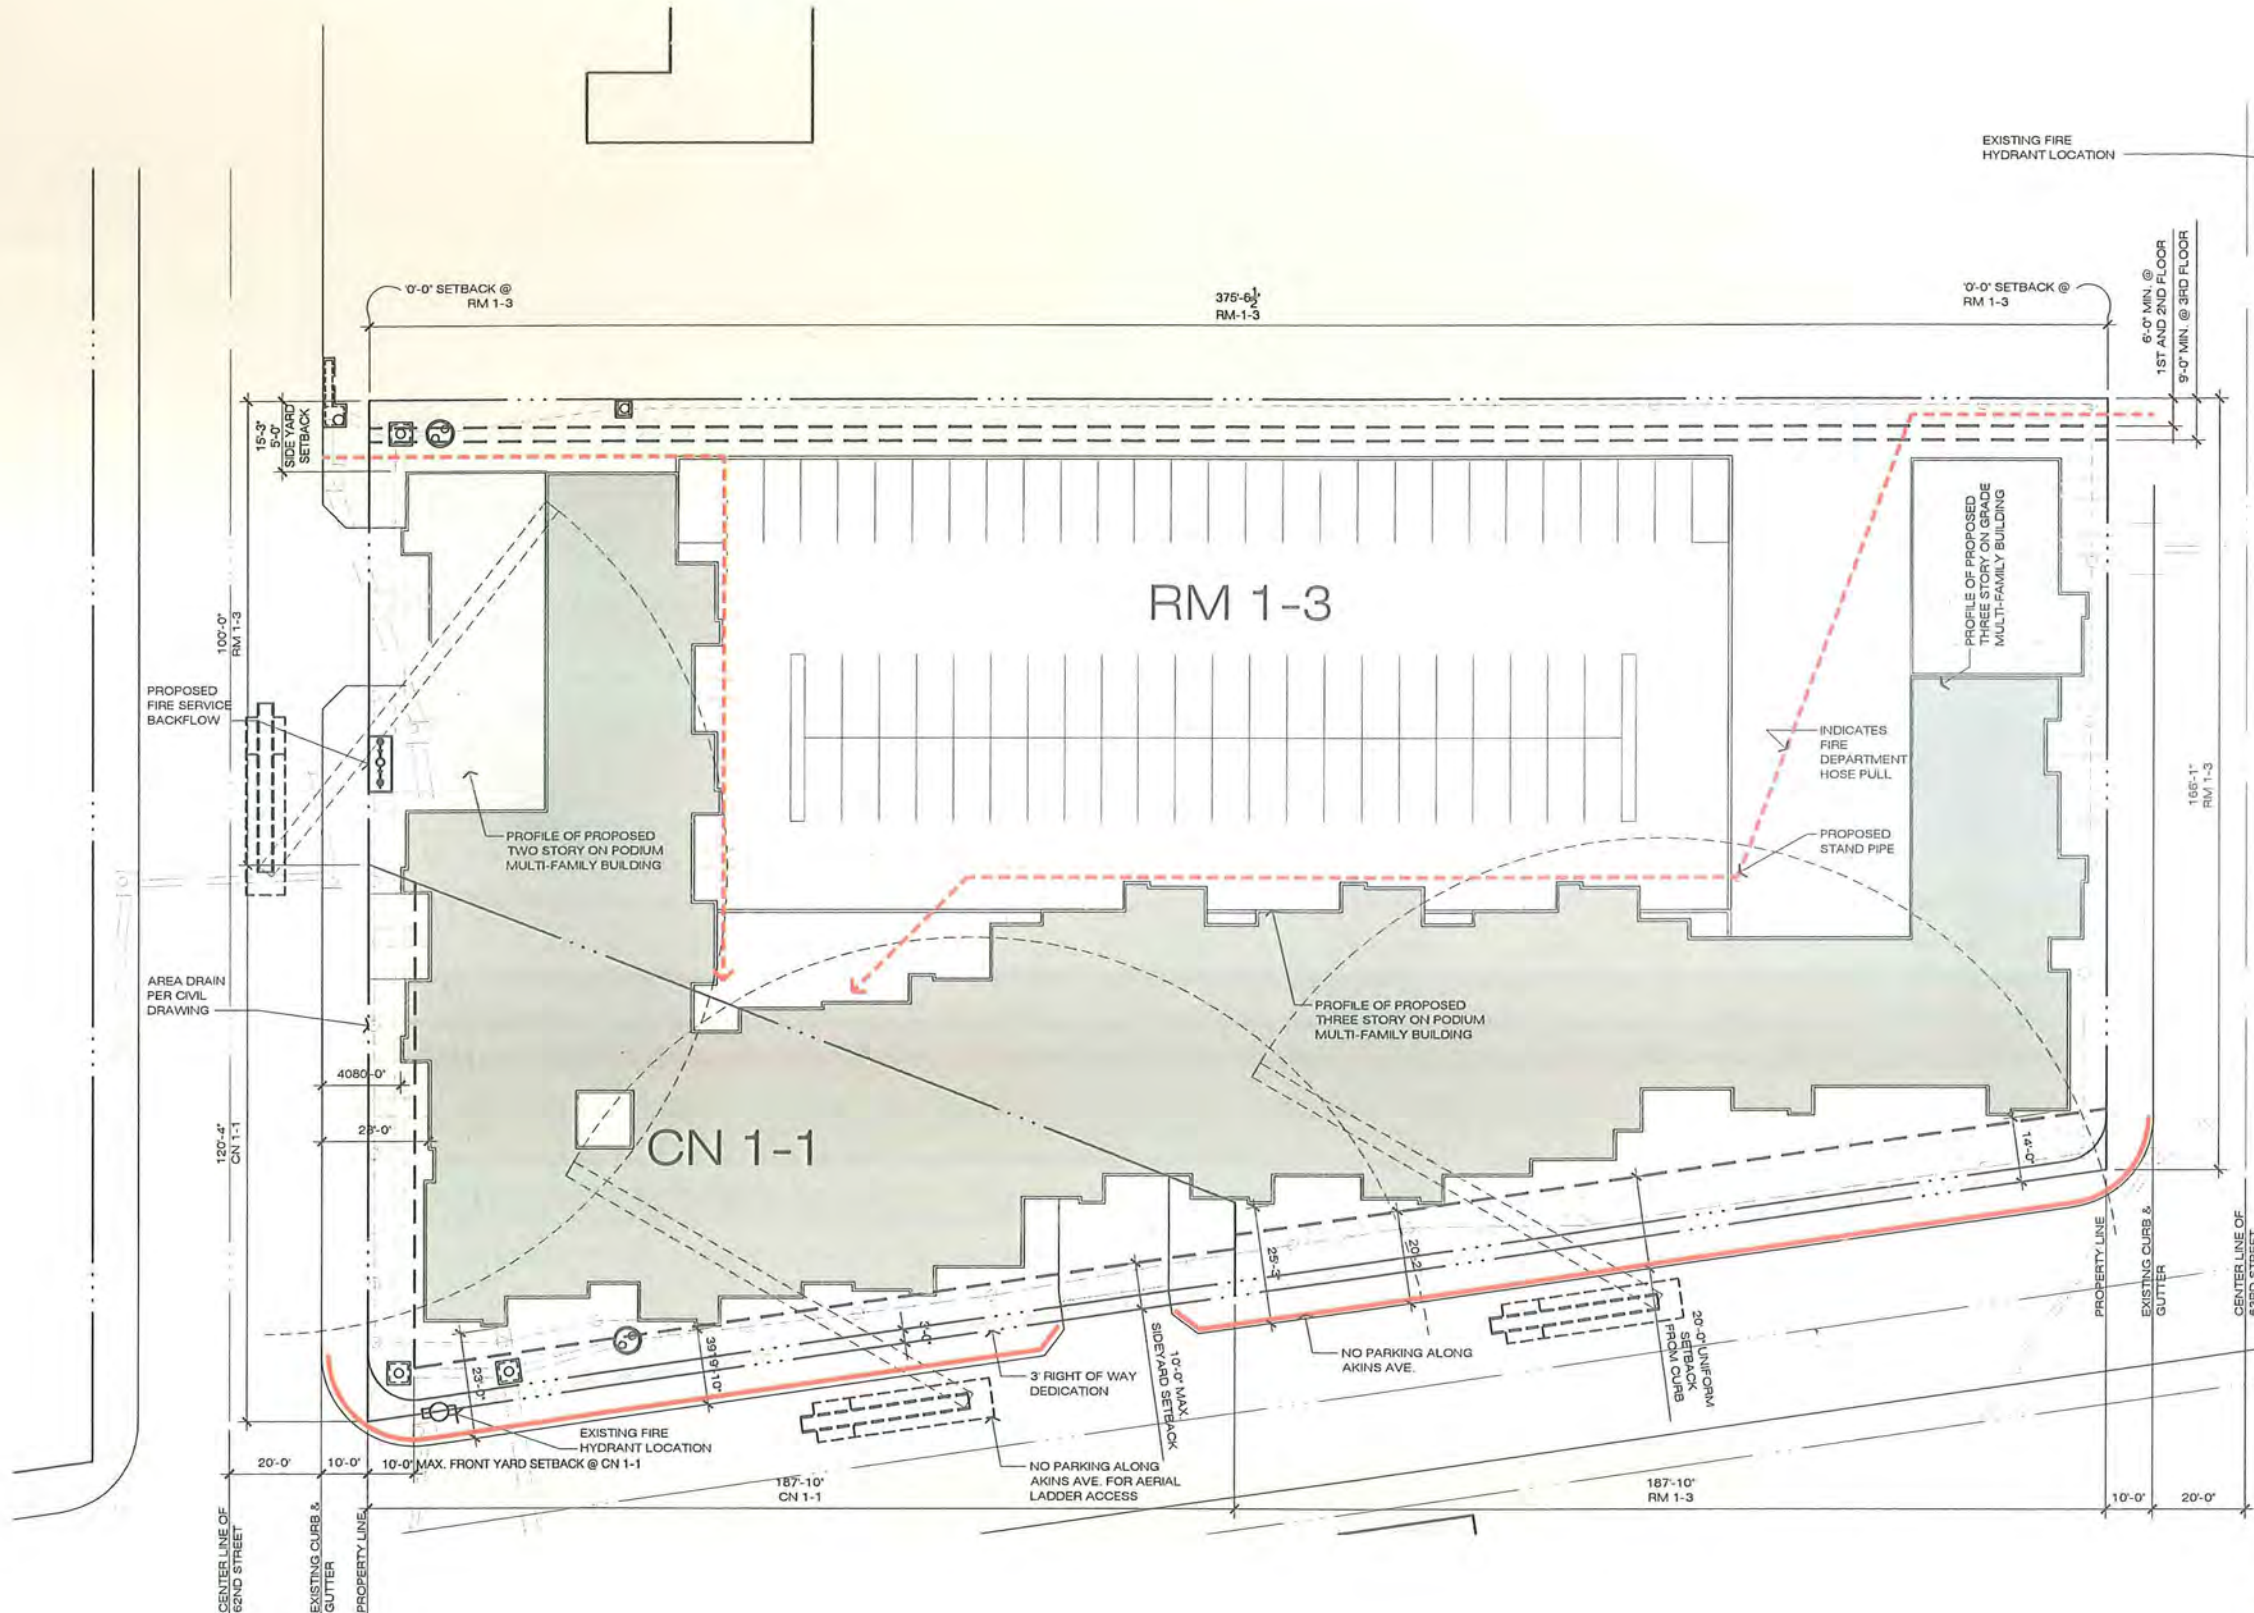 EXISTING FIRE
HYDRANT LOCATION
'0'-0" SETBACK @
RM 1-3
375'-6½"
RM-1-3
'0'-0" SETBACK @
RM 1-3
6'-0" MIN. @
1ST AND 2ND FLOOR
9'-0" MIN. @ 3RD FLOOR
15'-3"
5'-0"
SIDE YARD
SETBACK
100'-0"
RM 1-3
RM 1-3
PROFILE OF PROPOSED
THREE STORY ON GRADE
MULTI-FAMILY BUILDING
PROPOSED
FIRE SERVICE
BACKFLOW
INDICATES
FIRE
DEPARTMENT
HOSE PULL
166'-1"
RM 1-3
PROFILE OF PROPOSED
TWO STORY ON PODIUM
MULTI-FAMILY BUILDING
PROPOSED
STAND PIPE
AREA DRAIN
PER CIVIL
DRAWING
PROFILE OF PROPOSED
THREE STORY ON PODIUM
MULTI-FAMILY BUILDING
4080-0"
120'-4"
CN 1-1
CN 1-1
14'-0"
25'-3"
20'-2"
PROPERTY LINE
EXISTING CURB &
GUTTER
CENTER LINE OF
63RD STREET
39'-9/10"
23'-0"
10'-0" MAX.
SIDEYARD SETBACK
20'-0" UNIFORM
SETBACK
FROM CURB
NO PARKING ALONG
AKINS AVE.
3' RIGHT OF WAY
DEDICATION
EXISTING FIRE
HYDRANT LOCATION
20'-0"
10'-0"
10'-0" MAX. FRONT YARD SETBACK @ CN 1-1
NO PARKING ALONG
AKINS AVE. FOR AERIAL
LADDER ACCESS
187'-10"
CN 1-1
187'-10"
RM 1-3
10'-0"
20'-0"
CENTER LINE OF
62ND STREET
EXISTING CURB &
GUTTER
PROPERTY LINE